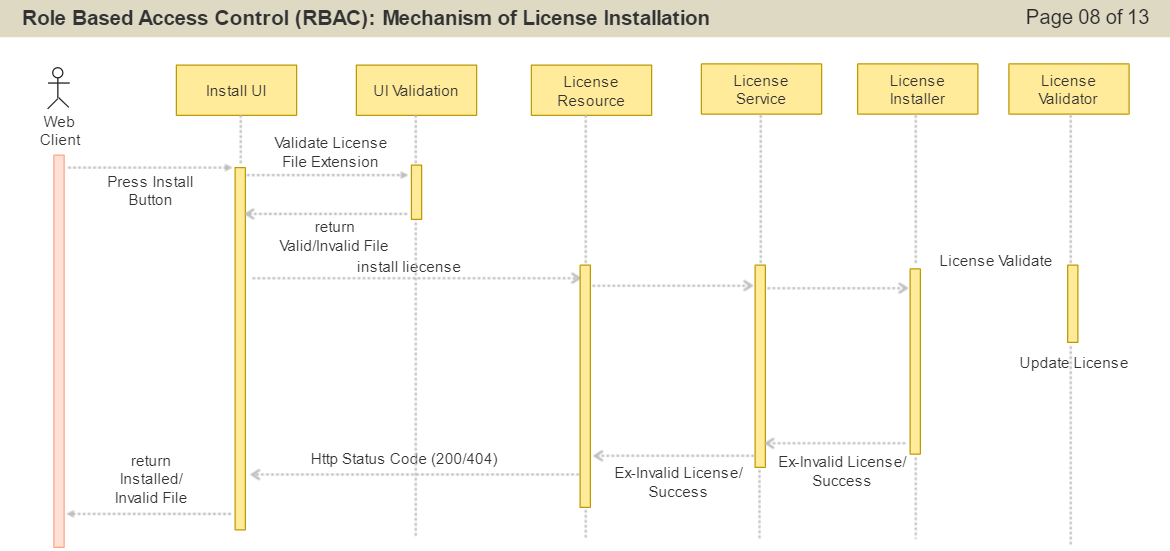 Role Based Access Control (RBAC): Mechanism of License Installation
Page 08 of 13
Web
Client
Install UI
UI Validation
License
Resource
License
Service
License
Installer
License
Validator
Validate License
File Extension
Press Install
Button
return
Valid/Invalid File
install liecense
License Validate
Update License
Ex-Invalid License/
Success
Ex-Invalid License/
Success
Http Status Code (200/404)
return
Installed/
Invalid File